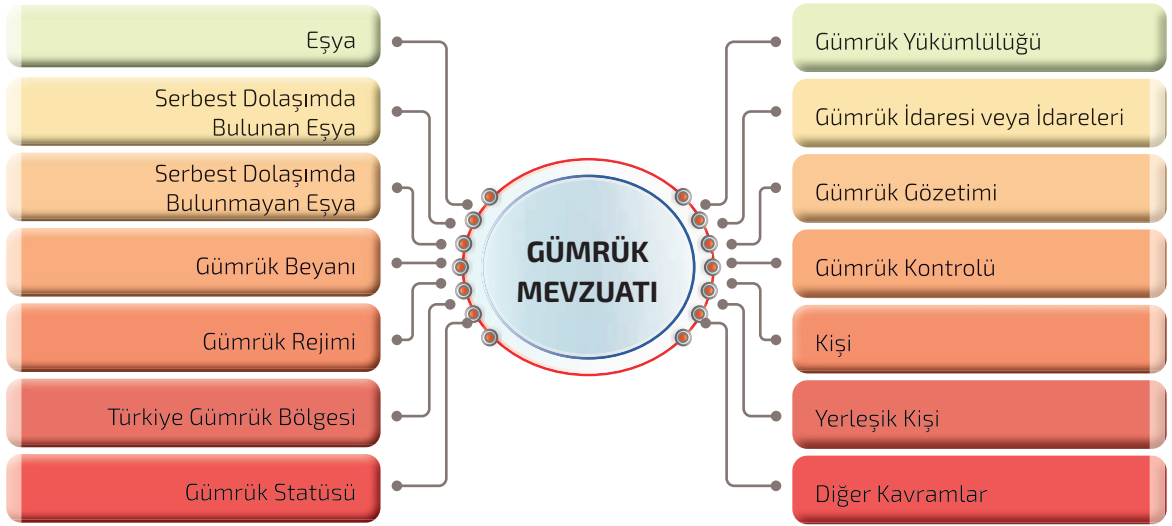 Eşya
Serbest Dolaşımda
Bulunan Eşya
Serbest Dolaşımda
Bulunmayan Eşya
Gümrük Beyanı
Gümrük Rejimi
Türkiye Gümrük Bölgesi
Gümrük Statüsü
GÜMRÜK
MEVZUATI
Gümrük Yükümlülüğü
Gümrük İdaresi veya İdareleri
Gümrük Gözetimi
Gümrük Kontrolü
Kişi
Yerleşik Kişi
Diğer Kavramlar